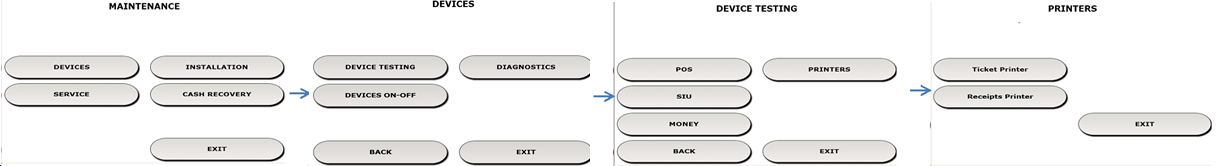 MAINTENANCE
DEVICES
INSTALLATION
SERVICE
CASH RECOVERY
EXIT
DEVICES
DEVICE TESTING
DIAGNOSTICS
DEVICES ON-OFF
BACK
EXIT
DEVICE TESTING
POS
PRINTERS
SIU
MONEY
BACK
EXIT
PRINTERS
Ticket Printer
Receipts Printer
EXIT